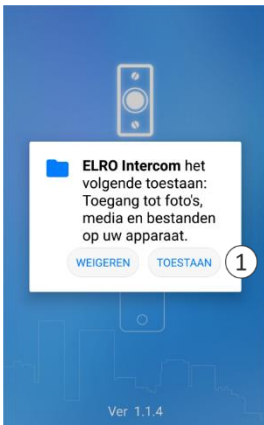 ELRO Intercom het
volgende toestaan:
Toegang tot foto's,
media en bestanden
op uw apparaat.
WEIGEREN TOESTAAN 1
Ver 1.1.4